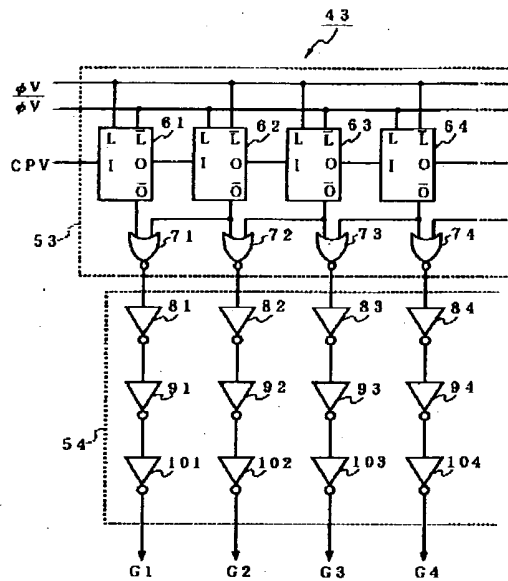 43
φV
φV
L L̅ 61 L L̅ 62 L L̅ 63 L L̅ 64
CPV I O I O I O I O
O̅ O̅ O̅ O̅
53 71 72 73 74
81 82 83 84
91 92 93 94
54
101 102 103 104
G1 G2 G3 G4